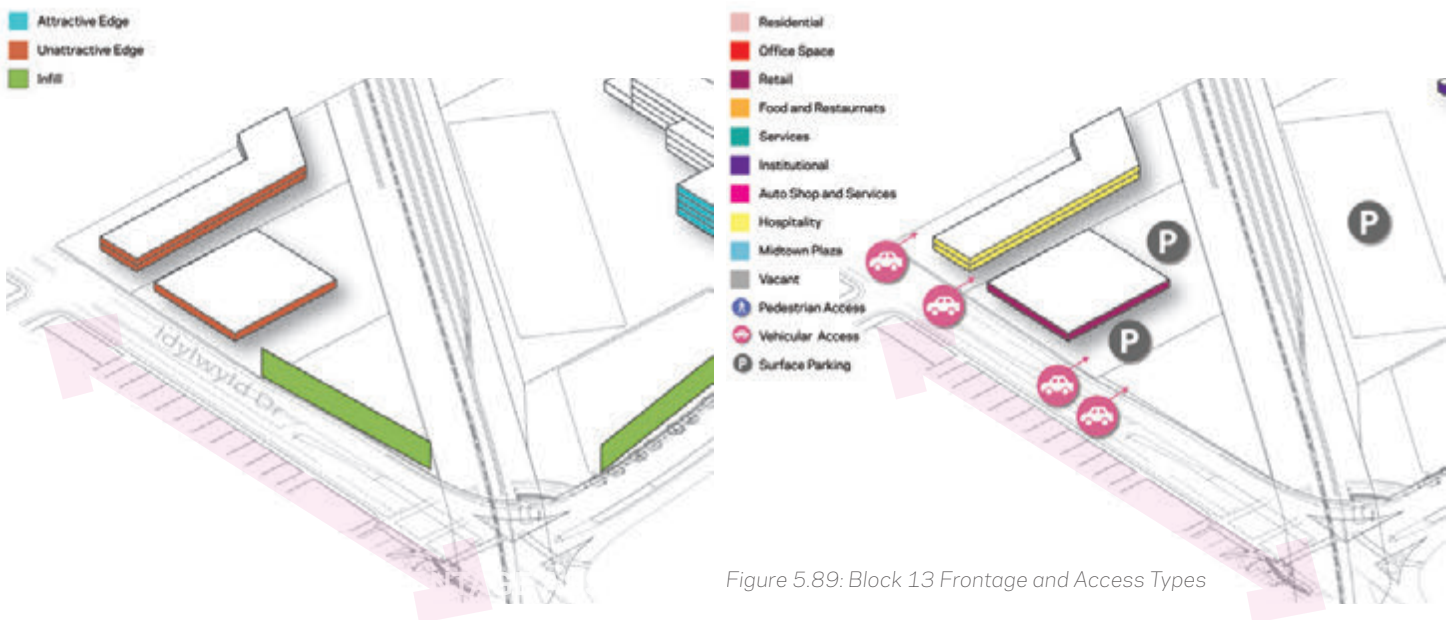 Attractive Edge
Unattractive Edge
Infill
Idylwyld Dr
Residential
Office Space
Retail
Food and Restaurnats
Services
Institutional
Auto Shop and Services
Hospitality
Midtown Plaza
Vacant
Pedestrian Access
Vehicular Access
P Surface Parking
P
P
P
Figure 5.89: Block 13 Frontage and Access Types